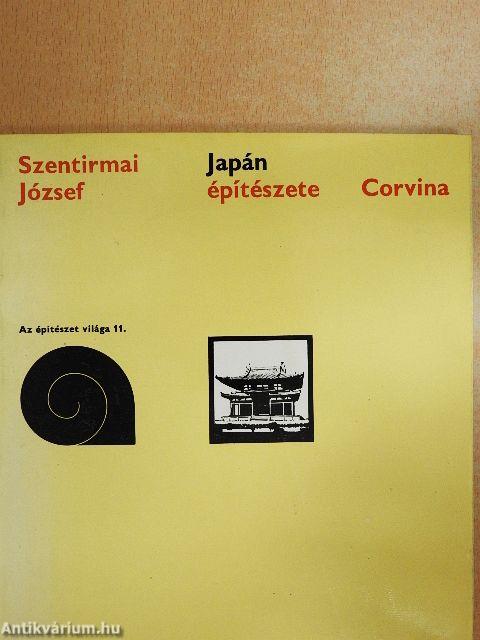 Szentirmai
József
Japán
építészete
Corvina
Az építészet világa 11.
Antikvárium.hu